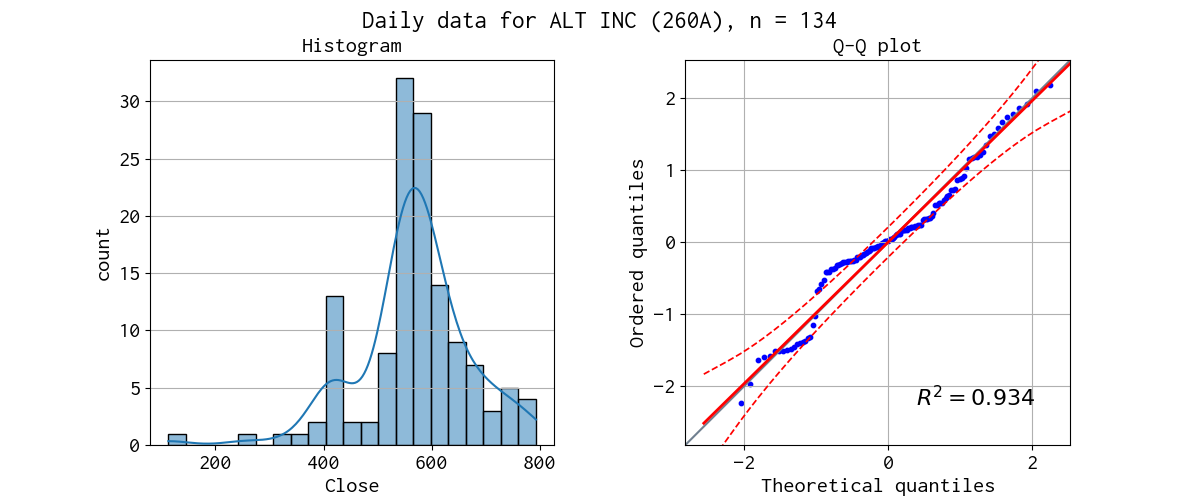 Daily data for ALT INC (260A), n = 134
Histogram
30
25
20
15
10
5
0
count
200 400 600 800
Close
Q-Q plot
2
1
0
−1
−2
Ordered quantiles
R² = 0.934
−2 0 2
Theoretical quantiles